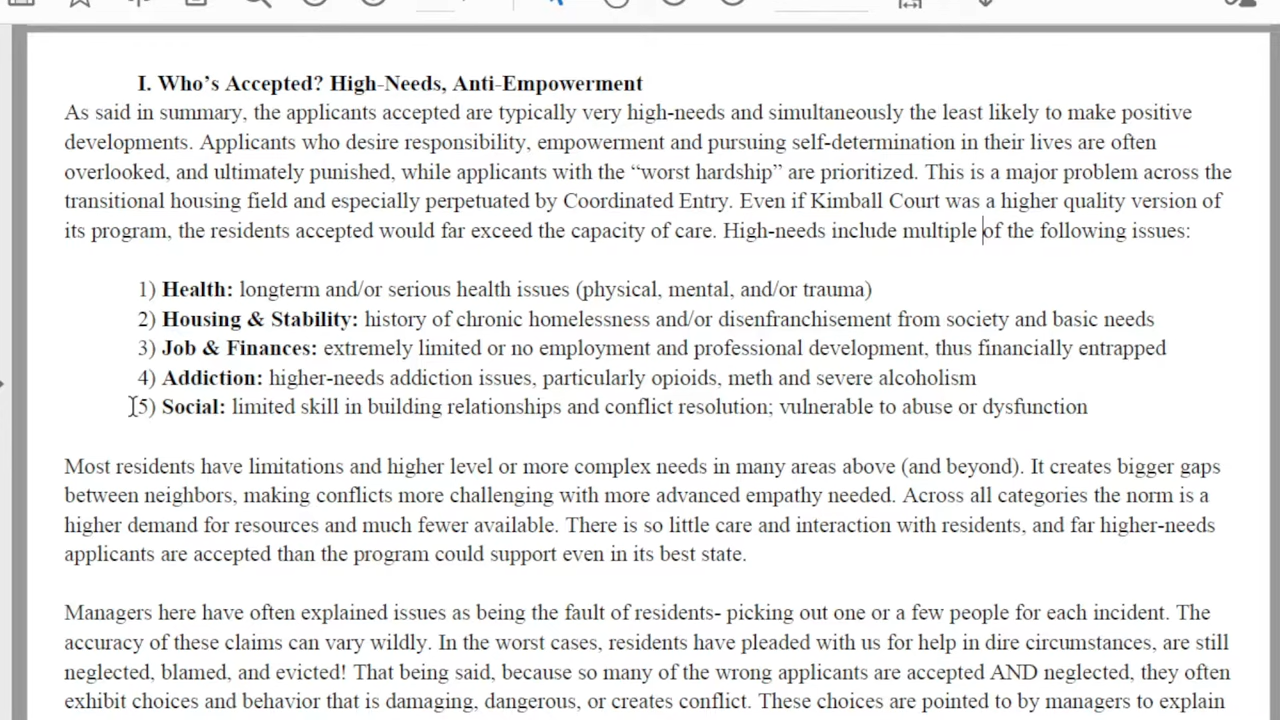 I. Who's Accepted? High-Needs, Anti-Empowerment
As said in summary, the applicants accepted are typically very high-needs and simultaneously the least likely to make positive
developments. Applicants who desire responsibility, empowerment and pursuing self-determination in their lives are often
overlooked, and ultimately punished, while applicants with the “worst hardship” are prioritized. This is a major problem across the
transitional housing field and especially perpetuated by Coordinated Entry. Even if Kimball Court was a higher quality version of
its program, the residents accepted would far exceed the capacity of care. High-needs include multiple of the following issues:
1) Health: longterm and/or serious health issues (physical, mental, and/or trauma)
2) Housing & Stability: history of chronic homelessness and/or disenfranchisement from society and basic needs
3) Job & Finances: extremely limited or no employment and professional development, thus financially entrapped
4) Addiction: higher-needs addiction issues, particularly opioids, meth and severe alcoholism
5) Social: limited skill in building relationships and conflict resolution; vulnerable to abuse or dysfunction
Most residents have limitations and higher level or more complex needs in many areas above (and beyond). It creates bigger gaps
between neighbors, making conflicts more challenging with more advanced empathy needed. Across all categories the norm is a
higher demand for resources and much fewer available. There is so little care and interaction with residents, and far higher-needs
applicants are accepted than the program could support even in its best state.
Managers here have often explained issues as being the fault of residents- picking out one or a few people for each incident. The
accuracy of these claims can vary wildly. In the worst cases, residents have pleaded with us for help in dire circumstances, are still
neglected, blamed, and evicted! That being said, because so many of the wrong applicants are accepted AND neglected, they often
exhibit choices and behavior that is damaging, dangerous, or creates conflict. These choices are pointed to by managers to explain